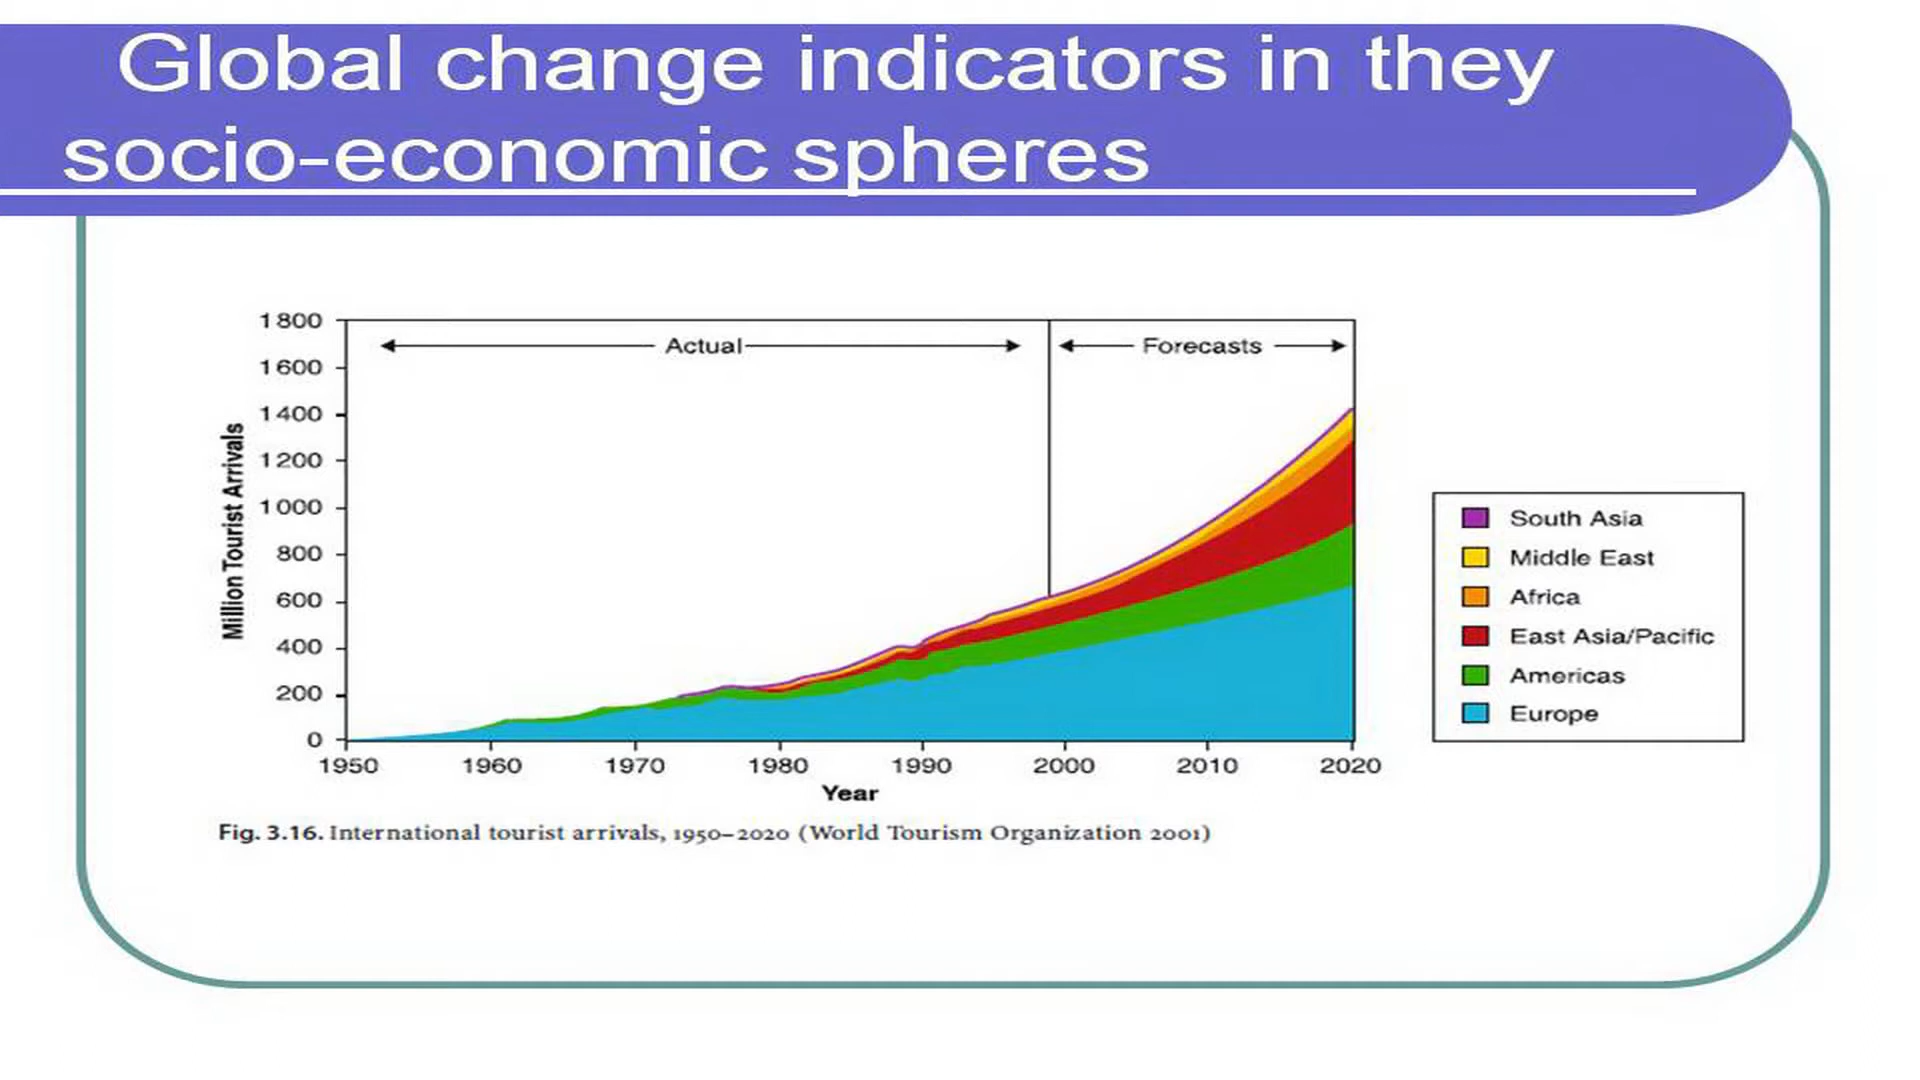 Global change indicators in they
socio-economic spheres
1800
1600
1400
1200
1000
800
600
400
200
0
Million Tourist Arrivals
Actual
Forecasts
1950 1960 1970 1980 1990 2000 2010 2020
Year
South Asia
Middle East
Africa
East Asia/Pacific
Americas
Europe
Fig. 3.16. International tourist arrivals, 1950–2020 (World Tourism Organization 2001)